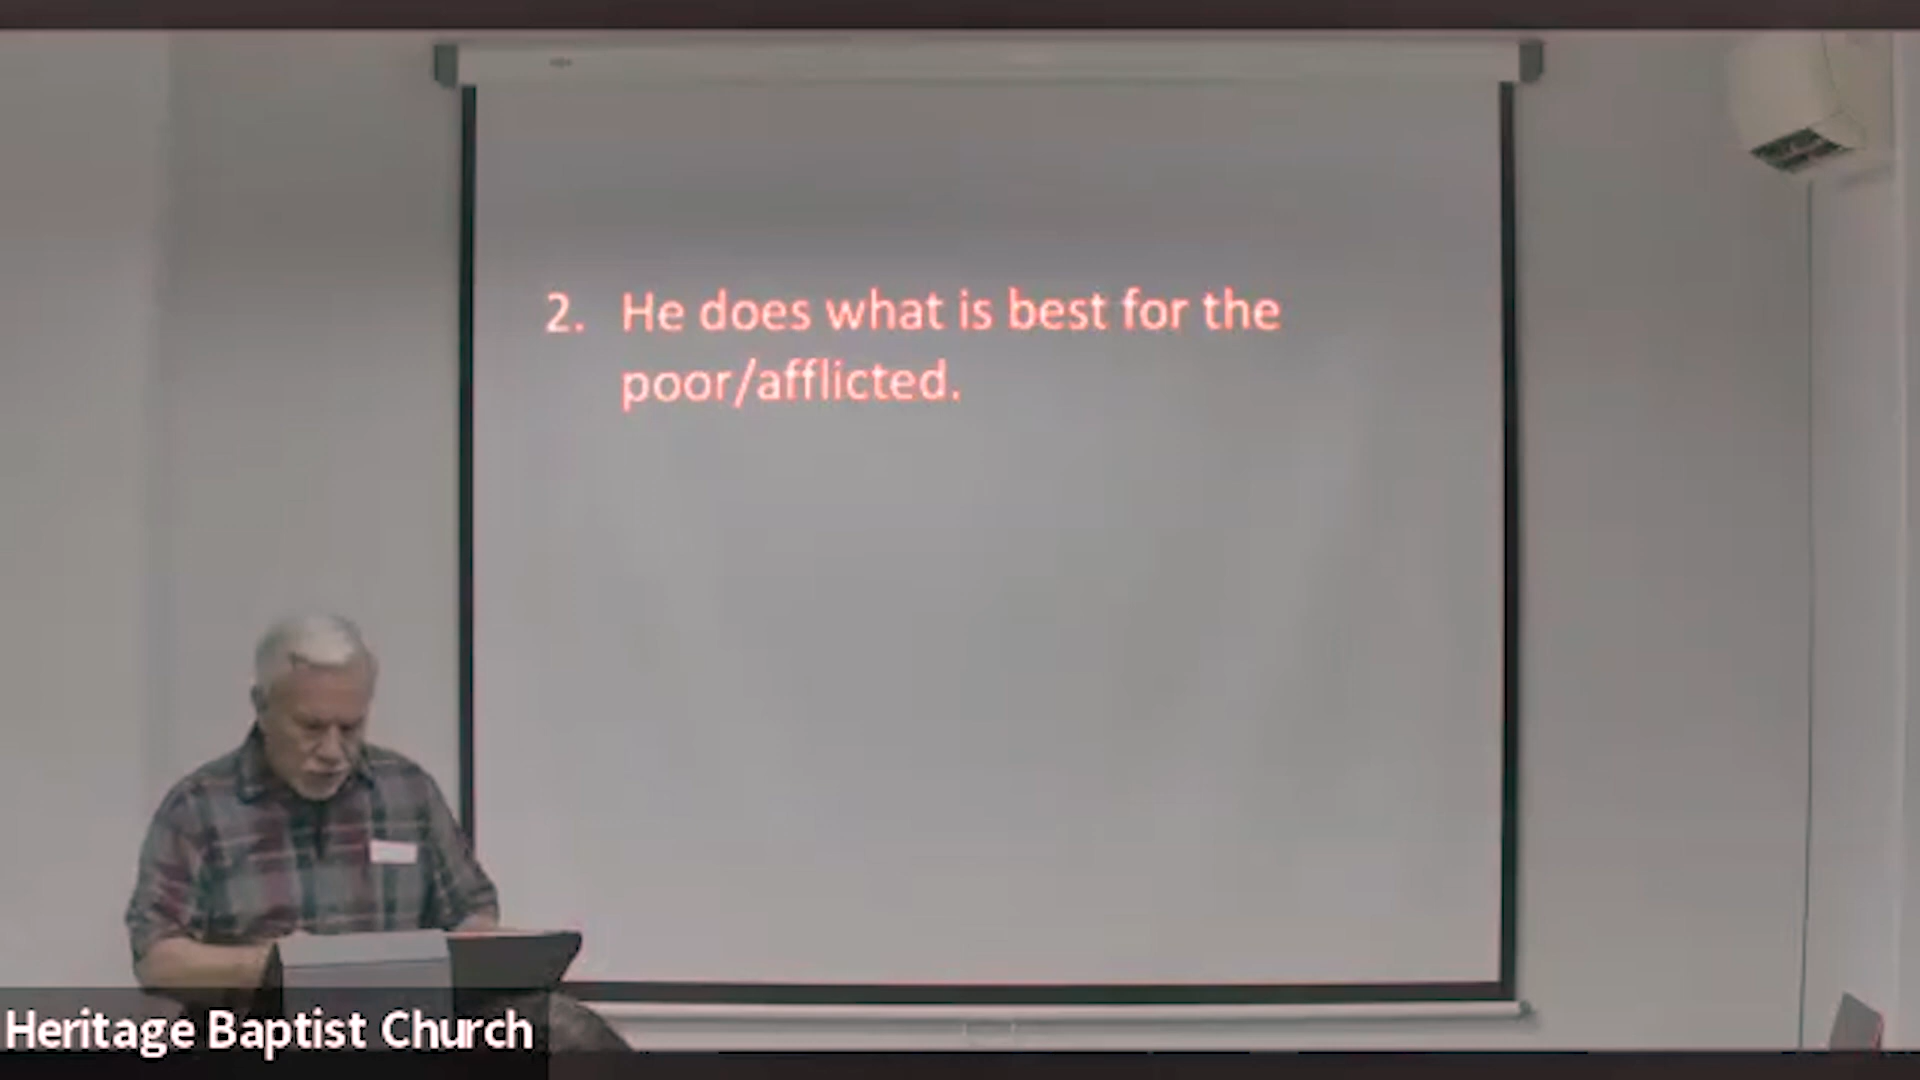 2. He does what is best for the
poor/afflicted.
Heritage Baptist Church